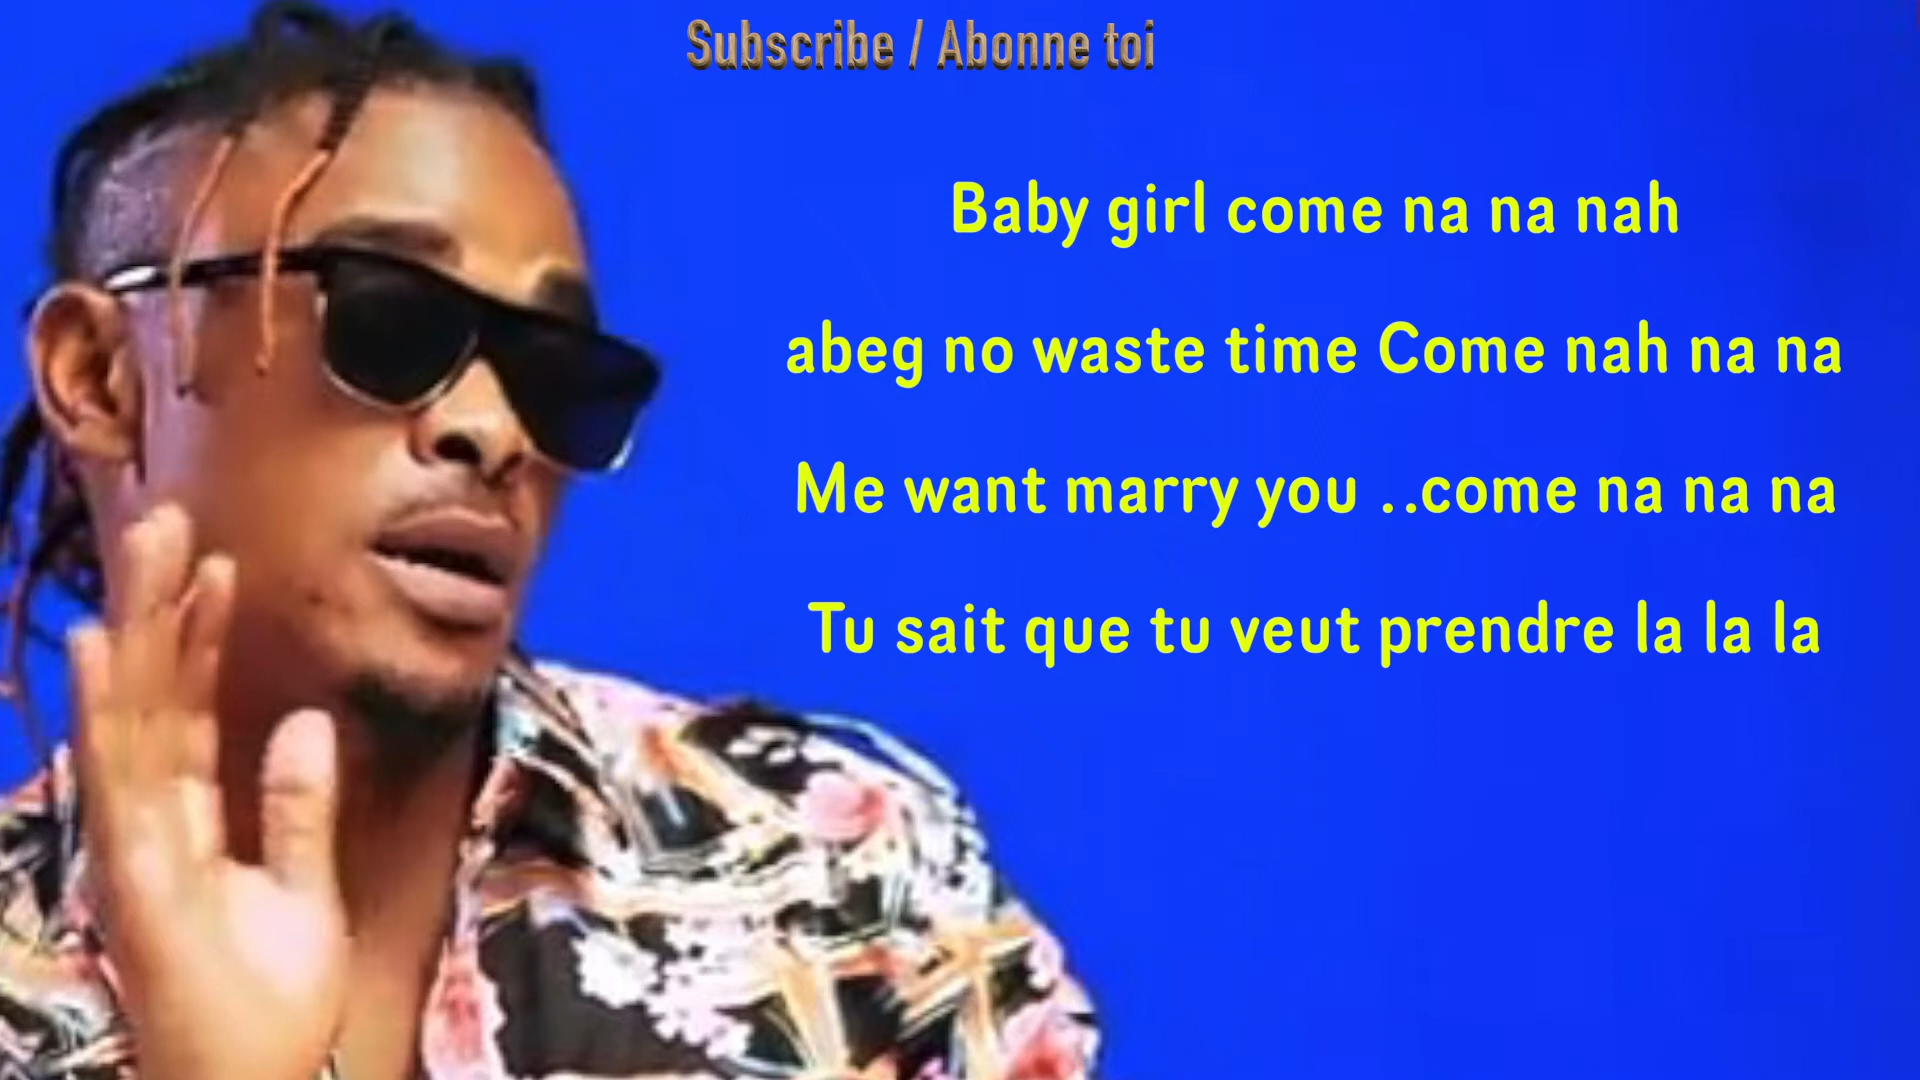 Subscribe / Abonne toi
Baby girl come na na nah
abeg no waste time Come nah na na
Me want marry you ..come na na na
Tu sait que tu veut prendre la la la